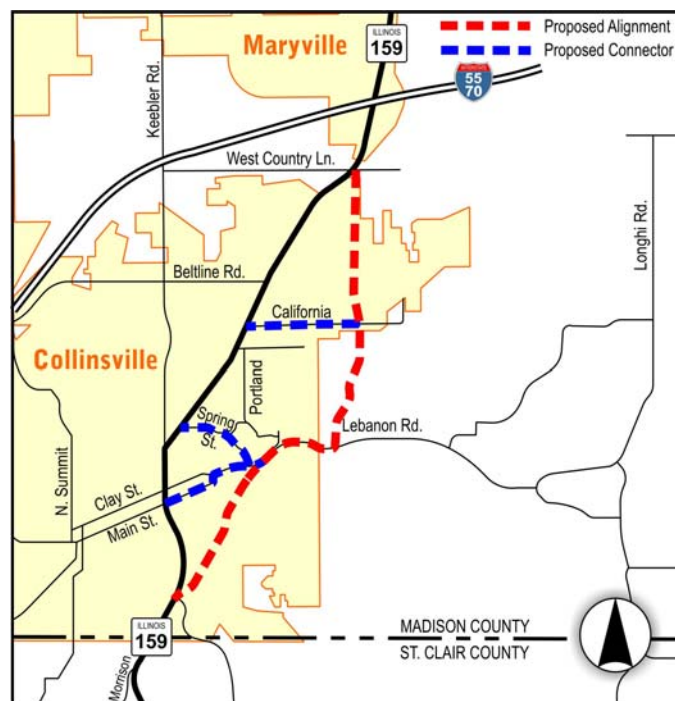 ILLINOIS
159
Maryville
Proposed Alignment
Proposed Connector
INTERSTATE
55
70
Keebler Rd.
West Country Ln.
Longhi Rd.
Beltline Rd.
California
Collinsville
Portland
Spring
St.
Lebanon Rd.
N. Summit
Clay St.
Main St.
ILLINOIS
159
MADISON COUNTY
ST. CLAIR COUNTY
Morrison